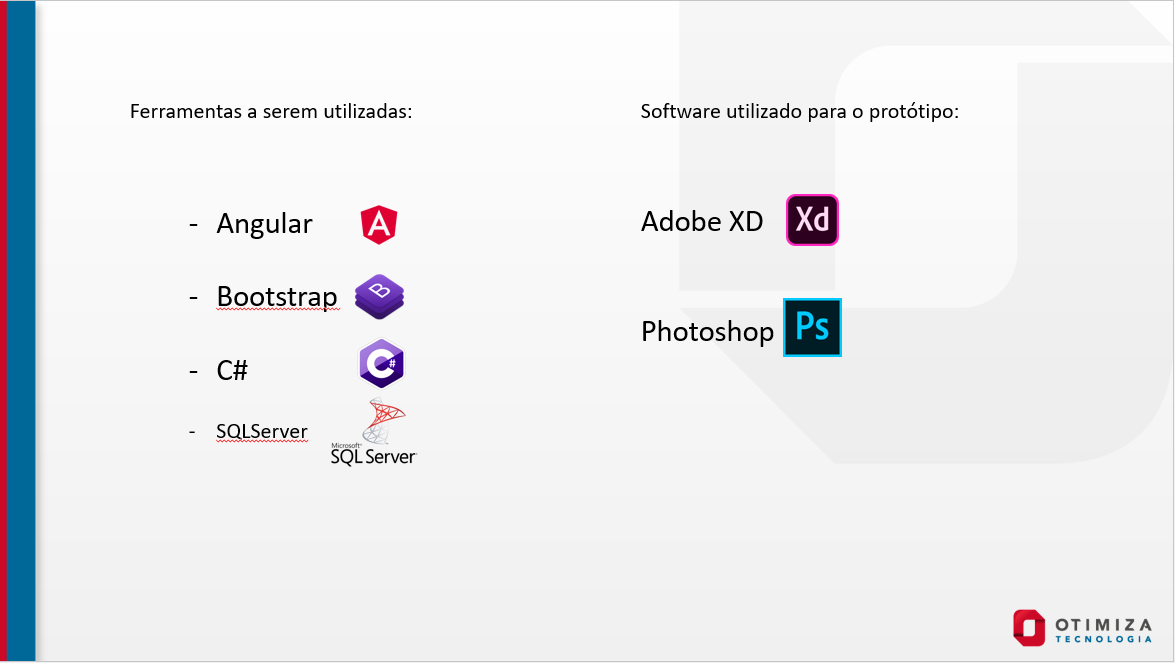 Ferramentas a serem utilizadas:
- Angular
- Bootstrap
B
- C#
C#
- SQLServer
Microsoft®
SQL Server®
Software utilizado para o protótipo:
Adobe XD
Xd
Photoshop
Ps
OTIMIZA
TECNOLOGIA